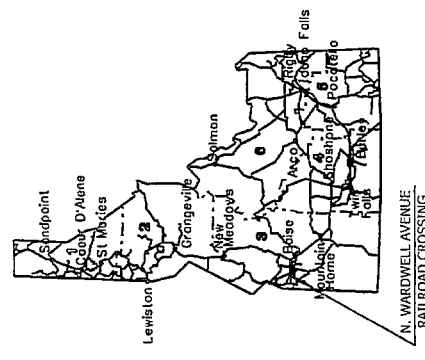 Sandpoint
1
Coeur D'Alene
St Maries
2
Lewiston
Grangeville
New
Meadows
Salmon
6
3
Boise
Mountain
Home
Arco
Rigby
Idaho Falls
Shoshone
4
5
Pocatello
Twin
Falls
Burley
N. WARDWELL AVENUE
RAILROAD CROSSING